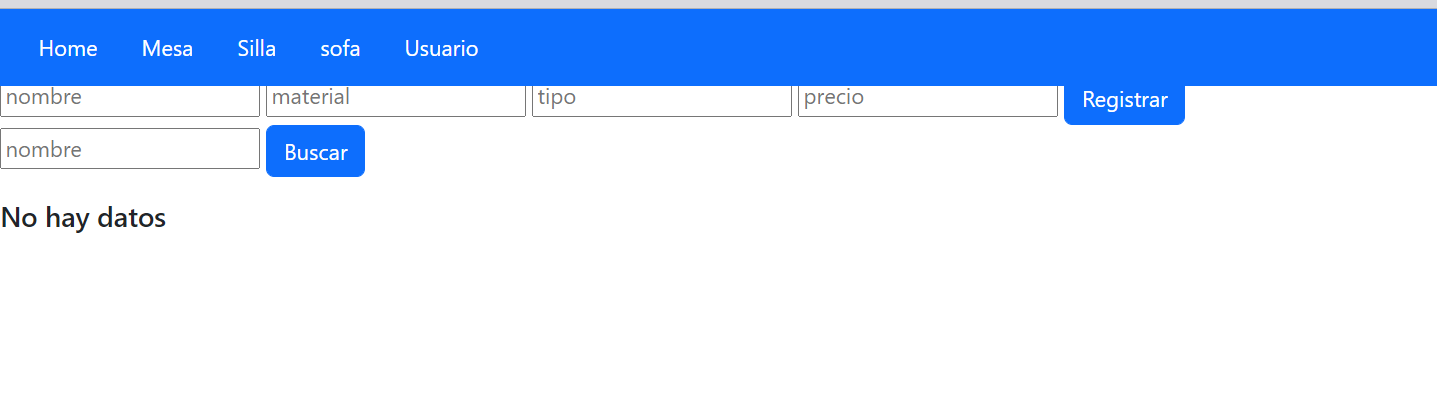 Home Mesa Silla sofa Usuario
nombre material tipo precio Registrar
nombre Buscar
No hay datos